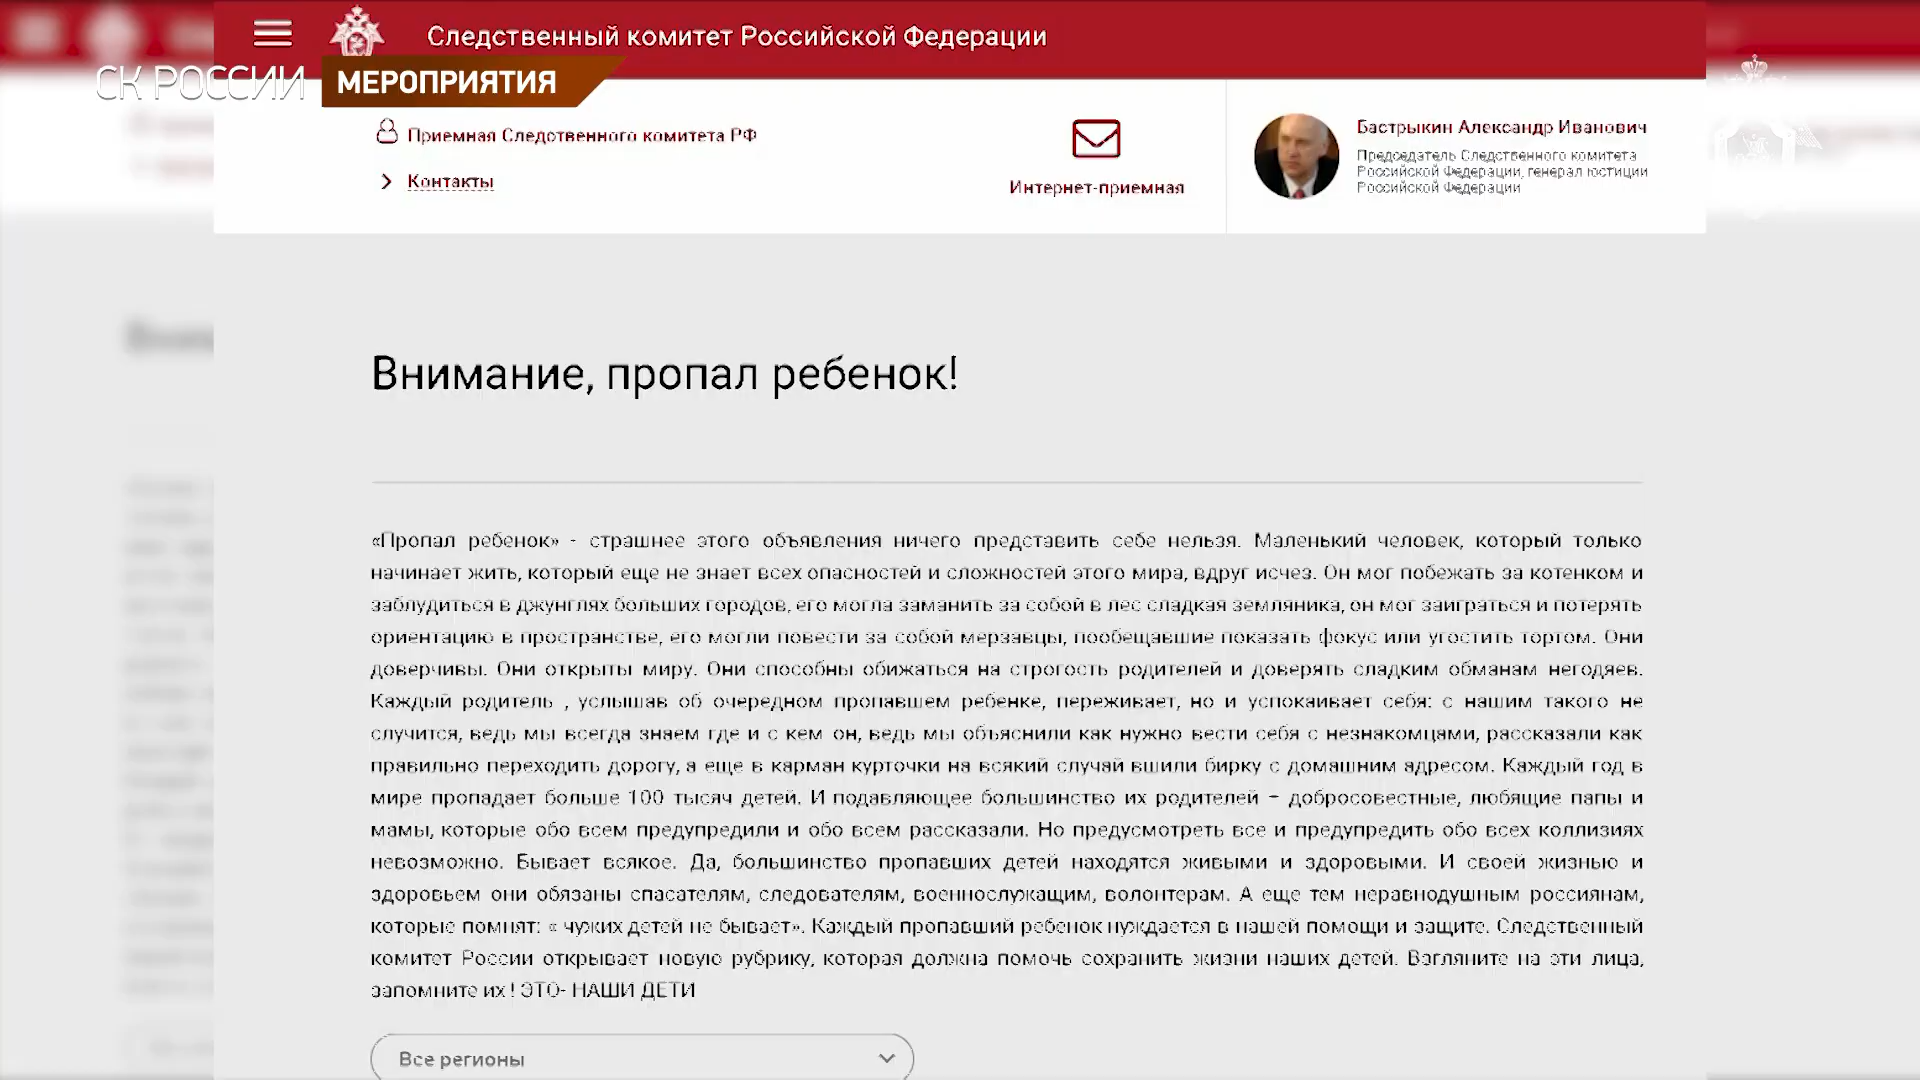 Следственный комитет Российской Федерации
СК РОССИИ
МЕРОПРИЯТИЯ
Приемная Следственного комитета РФ
Контакты
Интернет-приемная
Бастрыкин Александр Иванович
Председатель Следственного комитета
Российской Федерации, генерал юстиции
Российской Федерации
Внимание, пропал ребенок!
«Пропал ребенок» - страшнее этого объявления ничего представить себе нельзя. Маленький человек, который только
начинает жить, который еще не знает всех опасностей и сложностей этого мира, вдруг исчез. Он мог побежать за котенком и
заблудиться в джунглях больших городов, его могла заманить за собой в лес сладкая земляника, он мог заиграться и потерять
ориентацию в пространстве, его могли повести за собой мерзавцы, пообещавшие показать фокус или угостить тортом. Они
доверчивы. Они открыты миру. Они способны обижаться на строгость родителей и доверять сладким обманам негодяев.
Каждый родитель , услышав об очередном пропавшем ребенке, переживает, но и успокаивает себя: с нашим такого не
случится, ведь мы всегда знаем где и с кем он, ведь мы объяснили как нужно вести себя с незнакомцами, рассказали как
правильно переходить дорогу, а еще в карман курточки на всякий случай вшили бирку с домашним адресом. Каждый год в
мире пропадает больше 100 тысяч детей. И подавляющее большинство их родителей – добросовестные, любящие папы и
мамы, которые обо всем предупредили и обо всем рассказали. Но предусмотреть все и предупредить обо всех коллизиях
невозможно. Бывает всякое. Да, большинство пропавших детей находятся живыми и здоровыми. И своей жизнью и
здоровьем они обязаны спасателям, следователям, военнослужащим, волонтерам. А еще тем неравнодушным россиянам,
которые помнят: « чужих детей не бывает». Каждый пропавший ребенок нуждается в нашей помощи и защите. Следственный
комитет России открывает новую рубрику, которая должна помочь сохранить жизни наших детей. Взгляните на эти лица,
запомните их ! ЭТО- НАШИ ДЕТИ
Все регионы